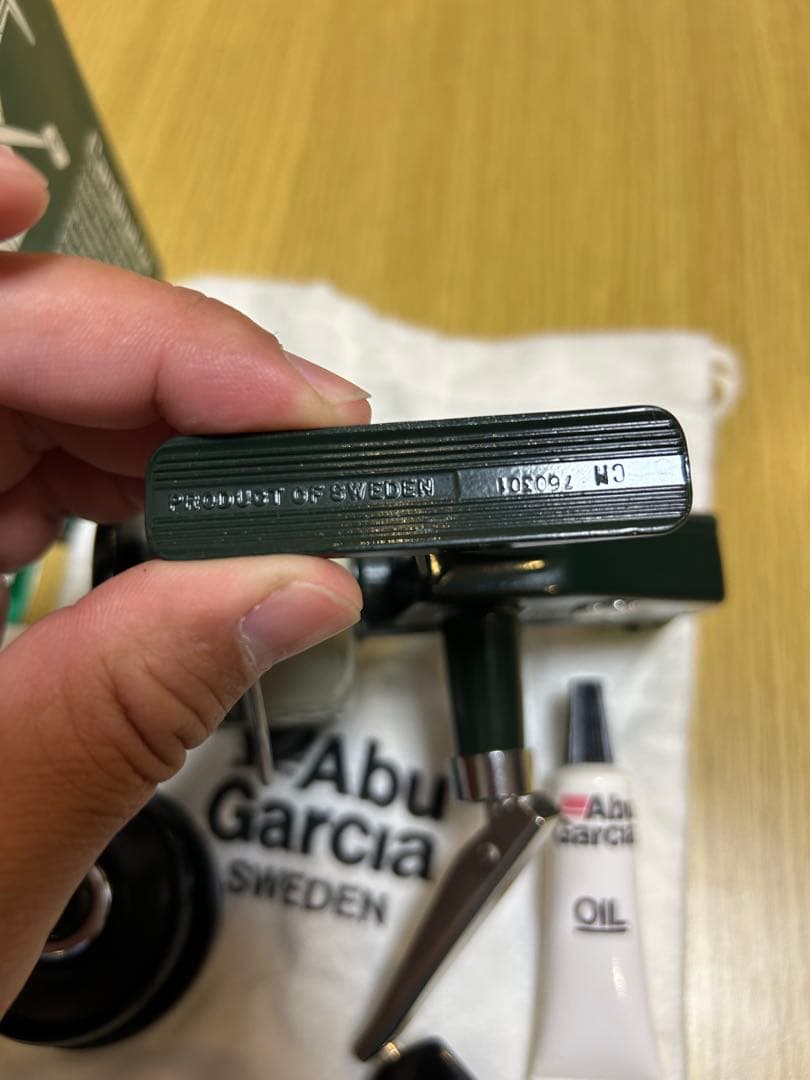 PRODUCT OF SWEDEN
760301
CM
Abu
Garcia
SWEDEN
Abu
Garcia
OIL